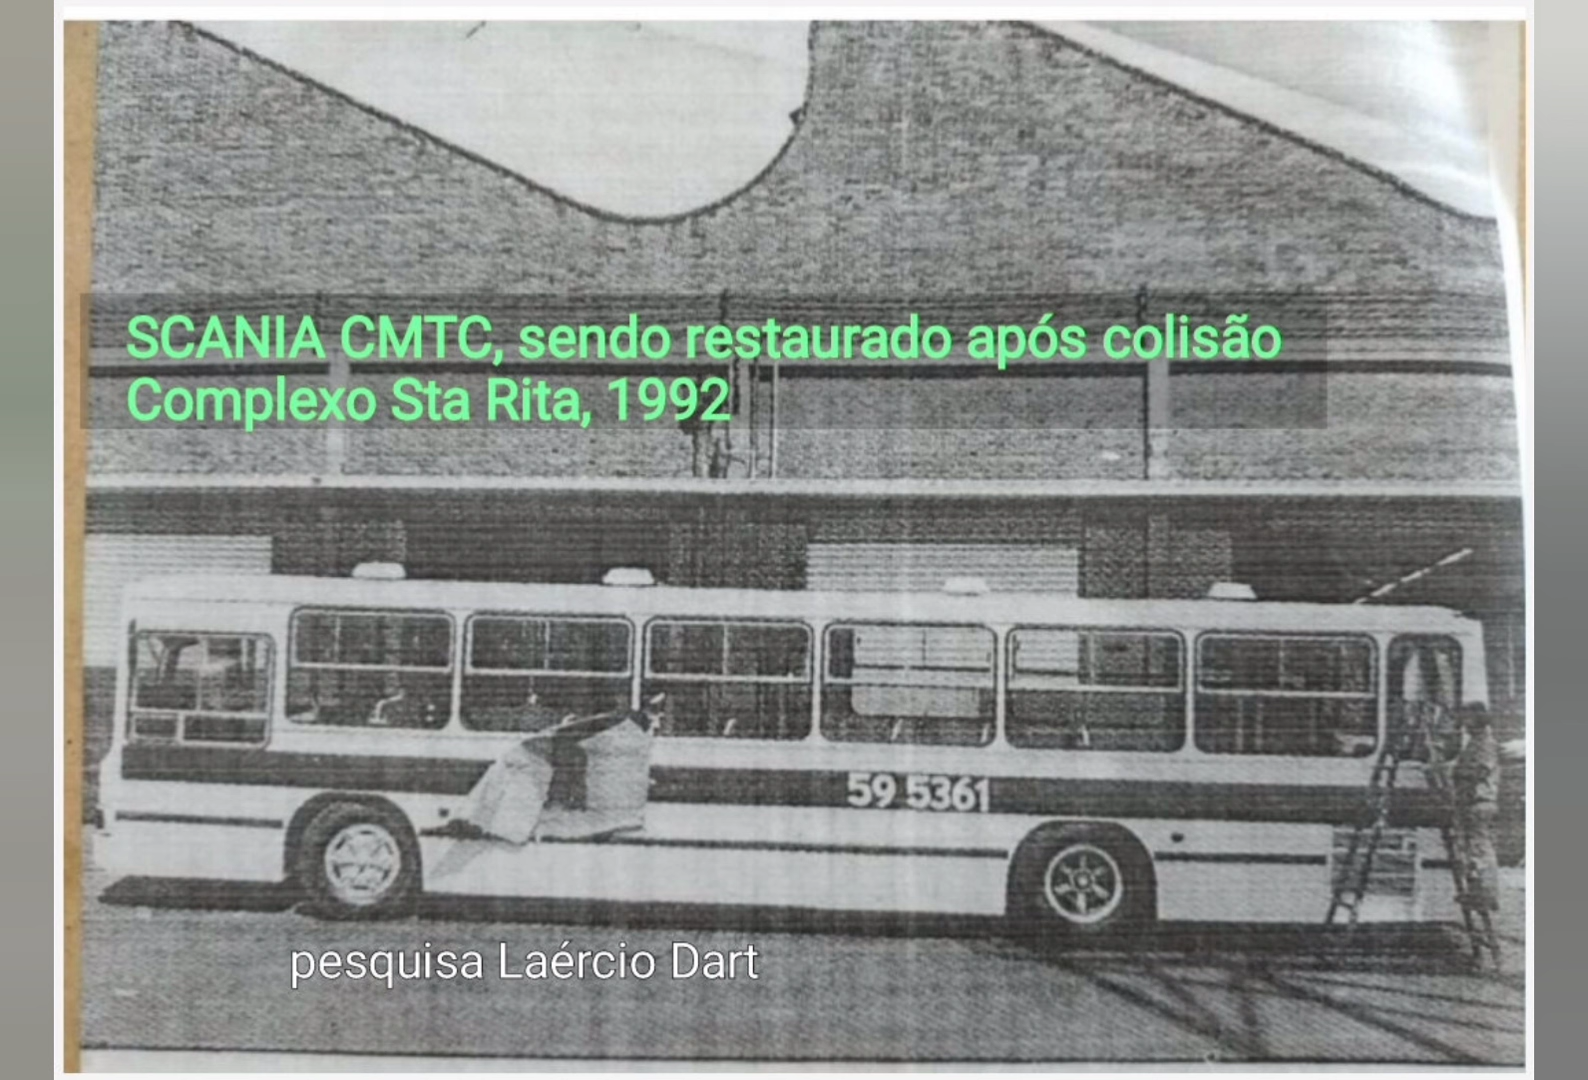 SCANIA CMTC, sendo restaurado após colisão
Complexo Sta Rita, 1992
59 5361
pesquisa Laércio Dart